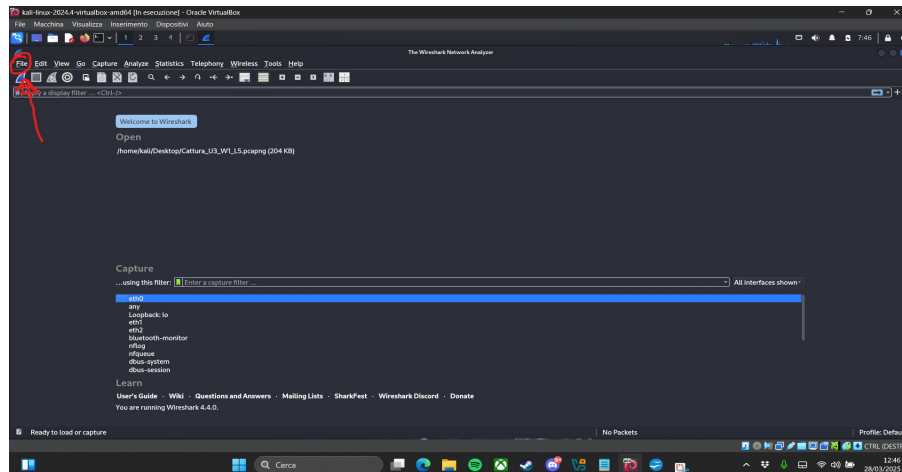 kali-linux-2024.4-virtualbox-amd64 [In esecuzione] - Oracle VirtualBox
File Macchina Visualizza Inserimento Dispositivi Aiuto
1 2 3 4
7:46
The Wireshark Network Analyzer
File Edit View Go Capture Analyze Statistics Telephony Wireless Tools Help
a display filter ... <Ctrl-/>
Welcome to Wireshark
Open
/home/kali/Desktop/Cattura_U3_W1_L5.pcapng (204 KB)
Capture
...using this filter: Enter a capture filter ... All interfaces shown
eth0
any
Loopback: lo
eth1
eth2
bluetooth-monitor
nflog
nfqueue
dbus-system
dbus-session
Learn
User's Guide · Wiki · Questions and Answers · Mailing Lists · SharkFest · Wireshark Discord · Donate
You are running Wireshark 4.4.0.
Ready to load or capture No Packets Profile: Defau
CTRL (DESTR
Cerca
12:46
28/03/2025